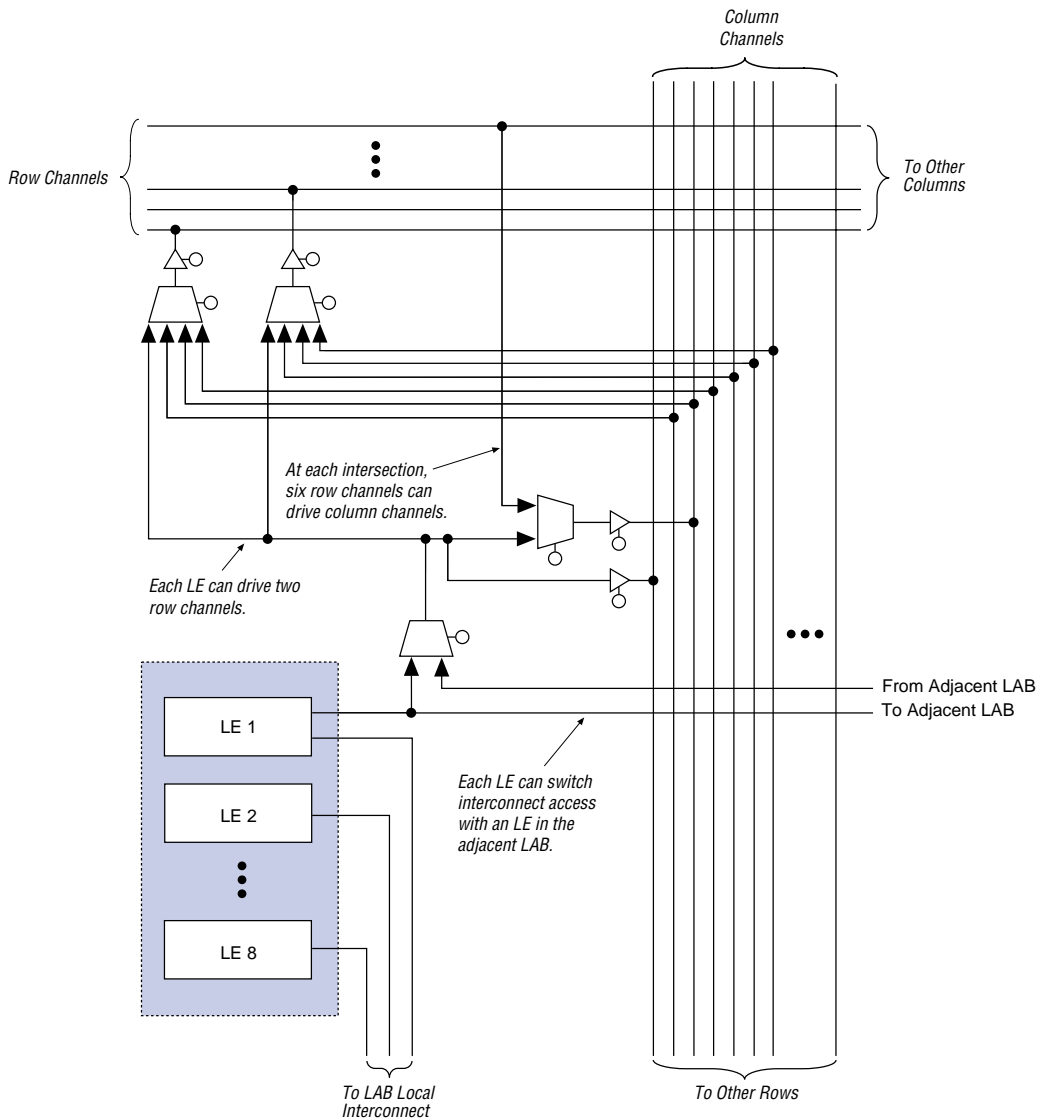 Column
Channels
Row Channels
To Other
Columns
At each intersection,
six row channels can
drive column channels.
Each LE can drive two
row channels.
From Adjacent LAB
To Adjacent LAB
LE 1
Each LE can switch
interconnect access
with an LE in the
adjacent LAB.
LE 2
LE 8
To LAB Local
Interconnect
To Other Rows